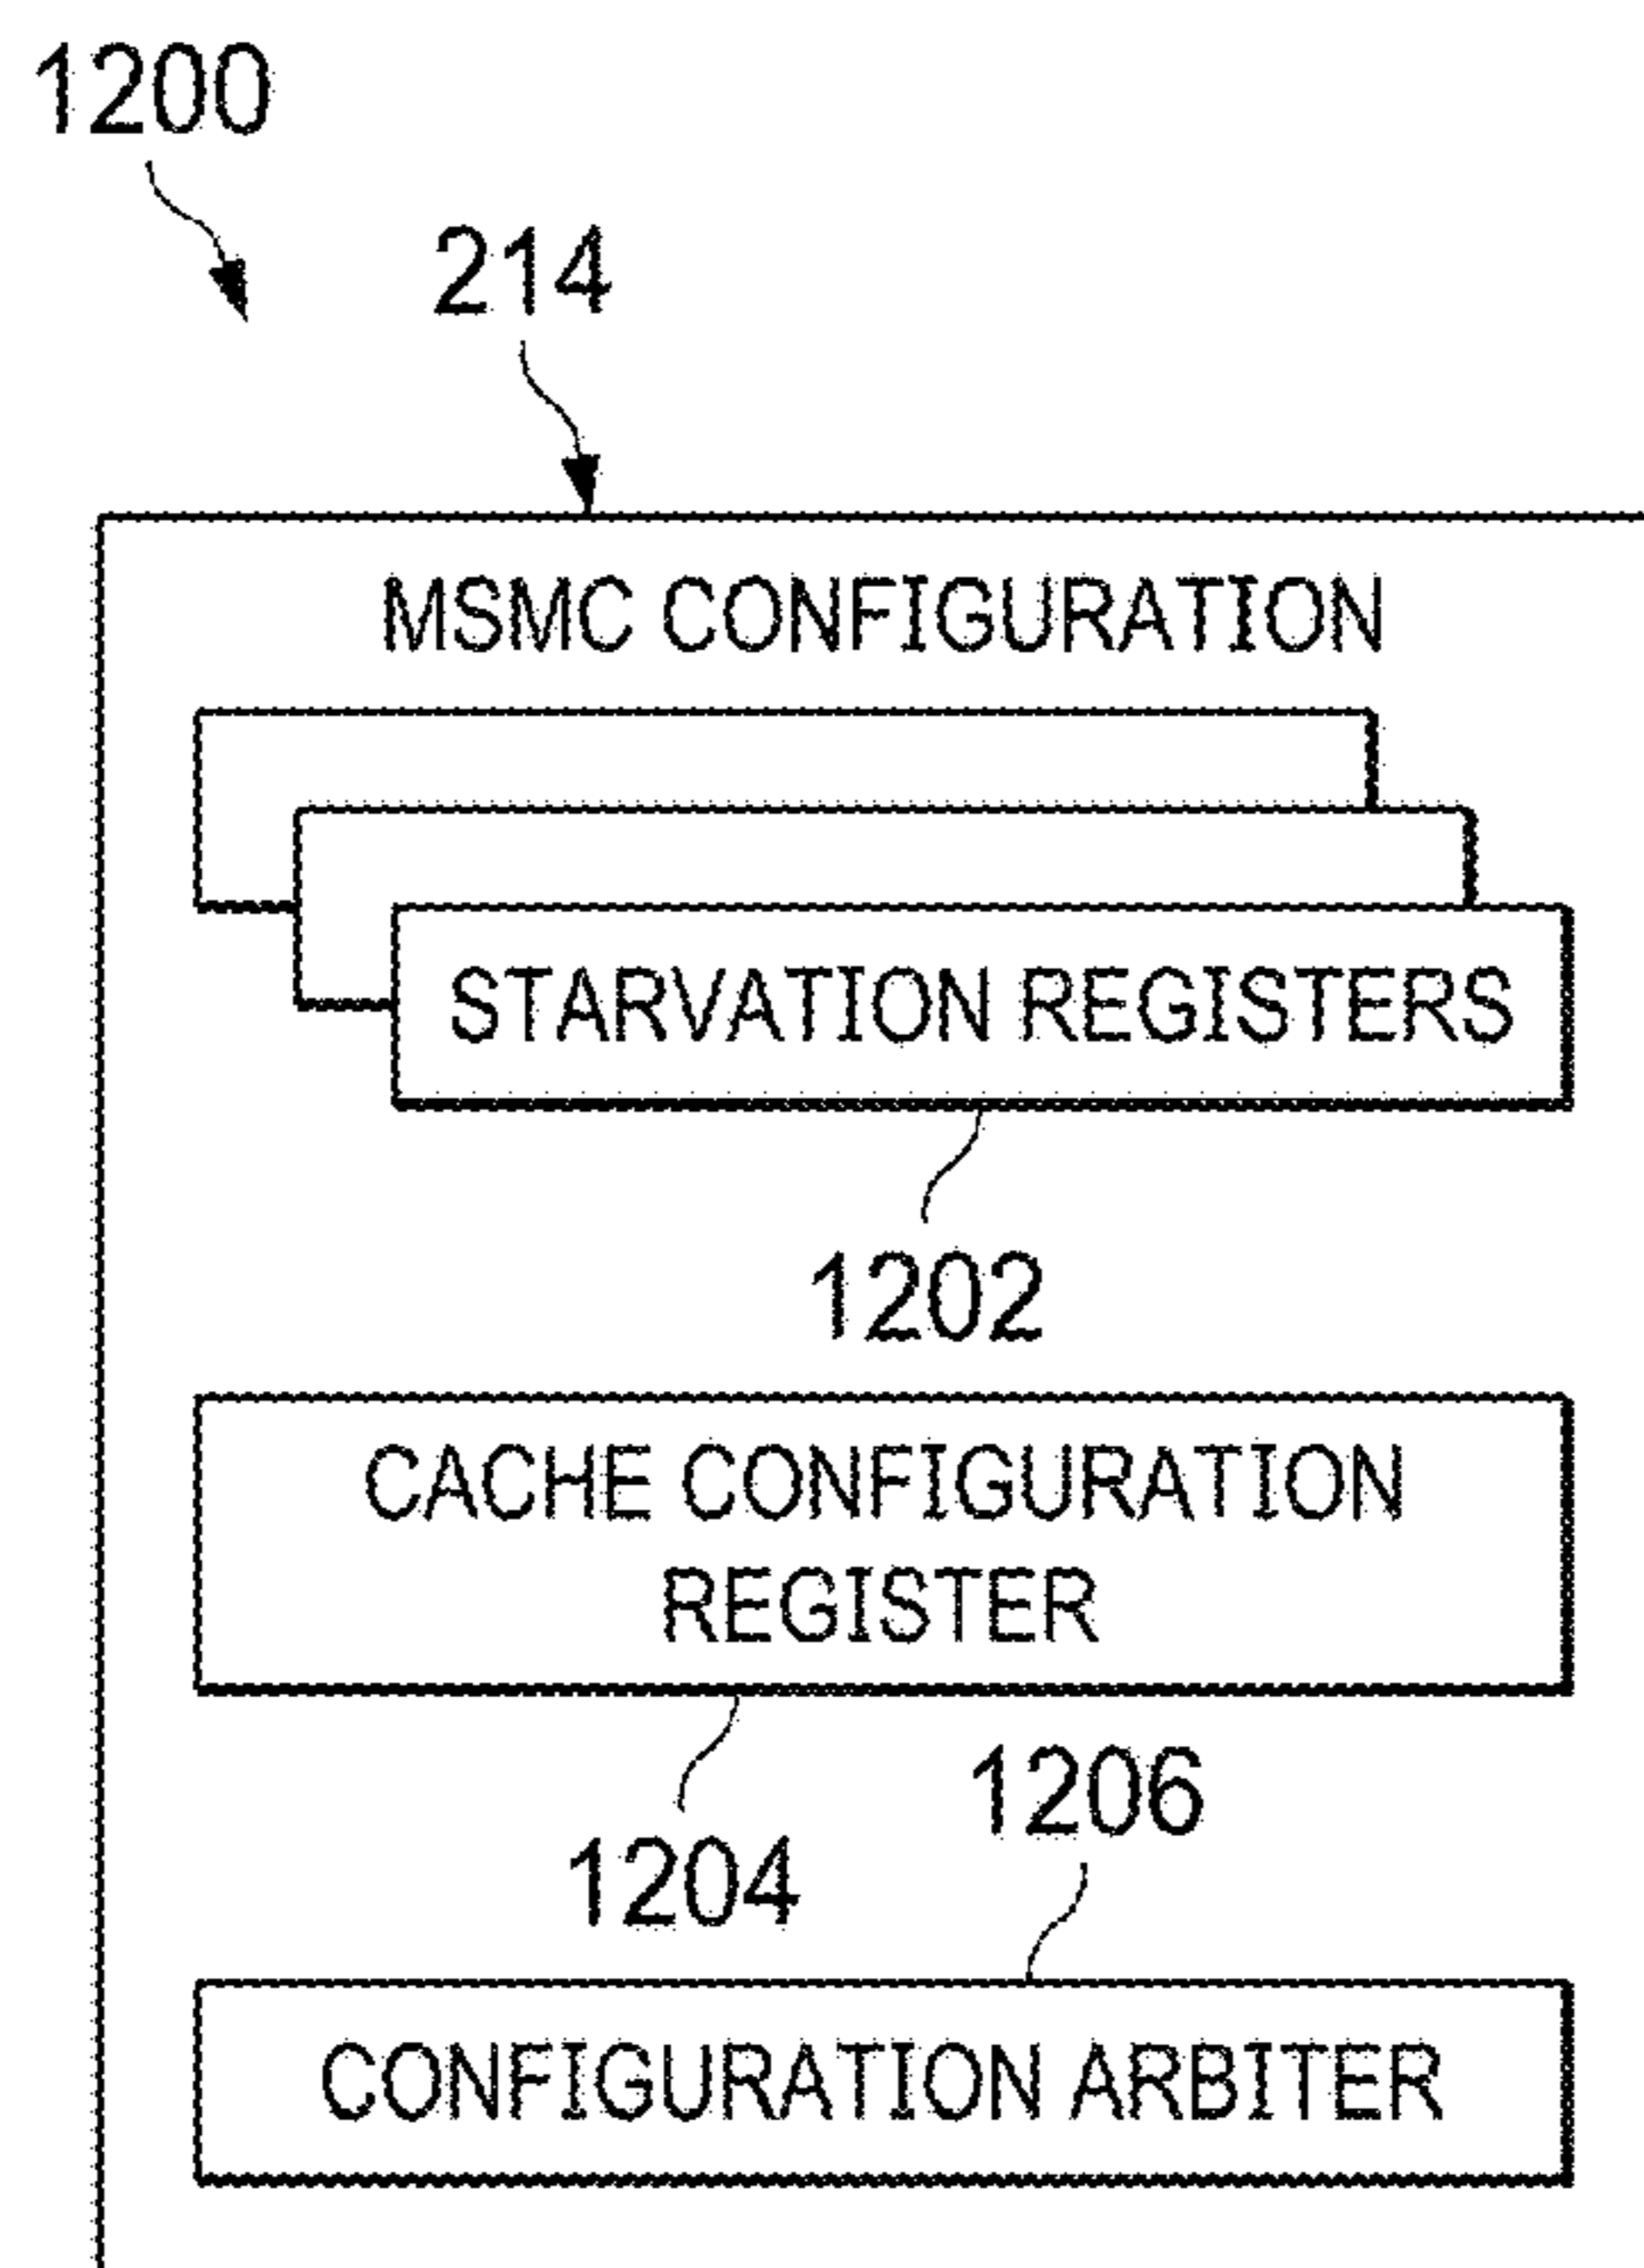 1200
214
MSMC CONFIGURATION
STARVATION REGISTERS
1202
CACHE CONFIGURATION
REGISTER
1206
1204
CONFIGURATION ARBITER